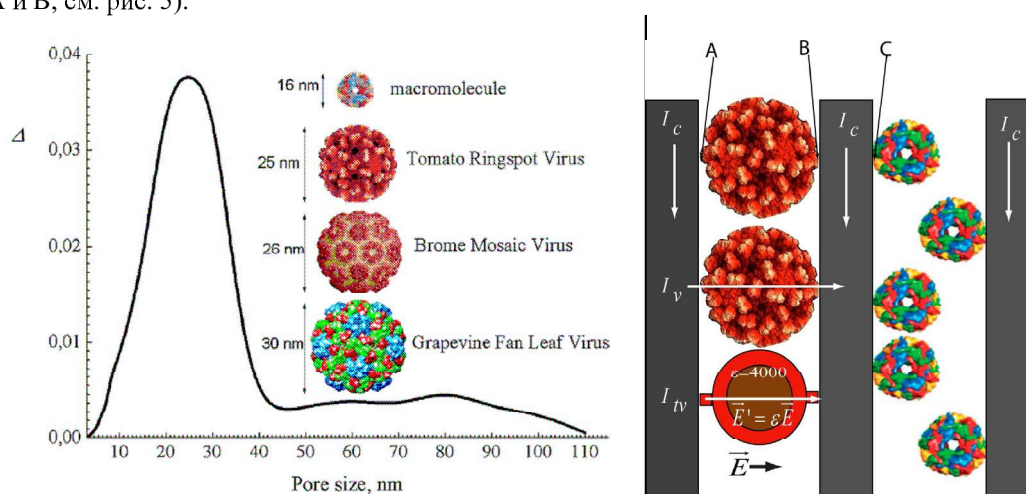 А и В, см. рис. 5).
0,04
Δ
0,03
0,02
0,01
0,00
10 20 30 40 50 60 70 80 90 100 110
Pore size, nm
16 nm macromolecule
25 nm Tomato Ringspot Virus
26 nm Brome Mosaic Virus
30 nm Grapevine Fan Leaf Virus
A B C
I_c I_c I_c
I_v
I_tv
ε=4000
E' = εE
E